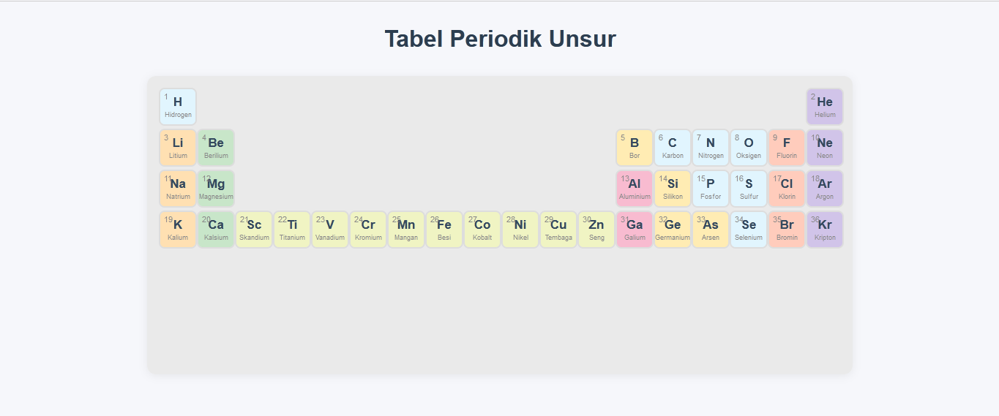 Tabel Periodik Unsur
1 2
H He
Hidrogen Helium
3 4 5 6 7 8 9 10
Li Be B C N O F Ne
Litium Berilium Bor Karbon Nitrogen Oksigen Fluorin Neon
11 12 13 14 15 16 17 18
Na Mg Al Si P S Cl Ar
Natrium Magnesium Aluminium Silikon Fosfor Sulfur Klorin Argon
19 20 21 22 23 24 25 26 27 28 29 30 31 32 33 34 35 36
K Ca Sc Ti V Cr Mn Fe Co Ni Cu Zn Ga Ge As Se Br Kr
Kalium Kalsium Skandium Titanium Vanadium Kromium Mangan Besi Kobalt Nikel Tembaga Seng Galium Germanium Arsen Selenium Bromin Kripton